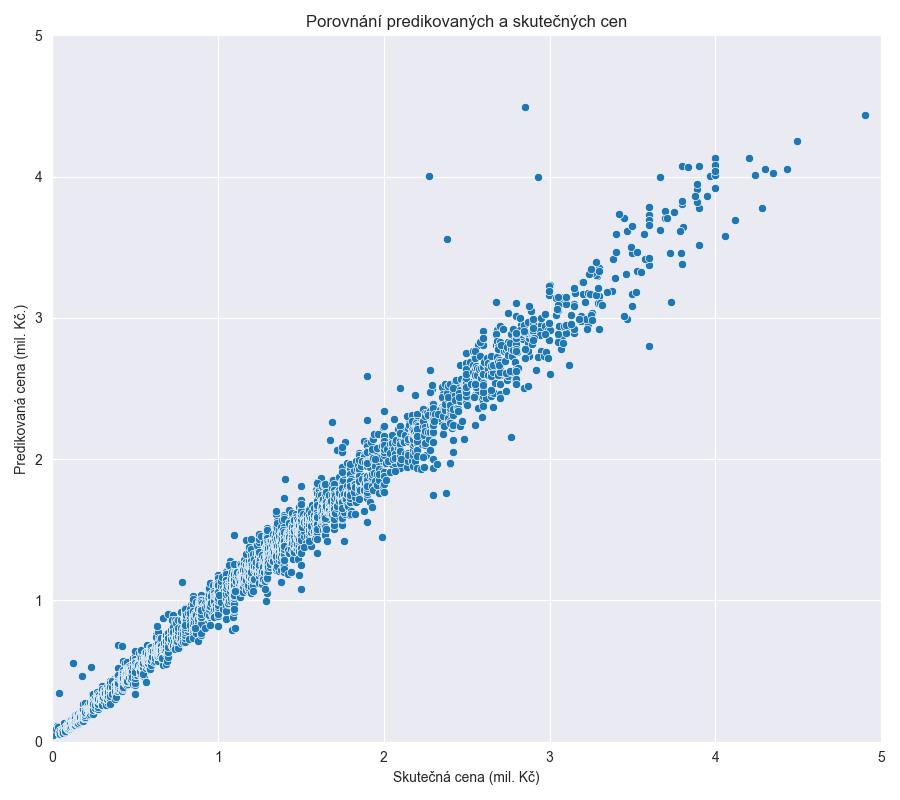 Porovnání predikovaných a skutečných cen
Predikovaná cena (mil. Kč.)
5
4
3
2
1
0
0 1 2 3 4 5
Skutečná cena (mil. Kč)